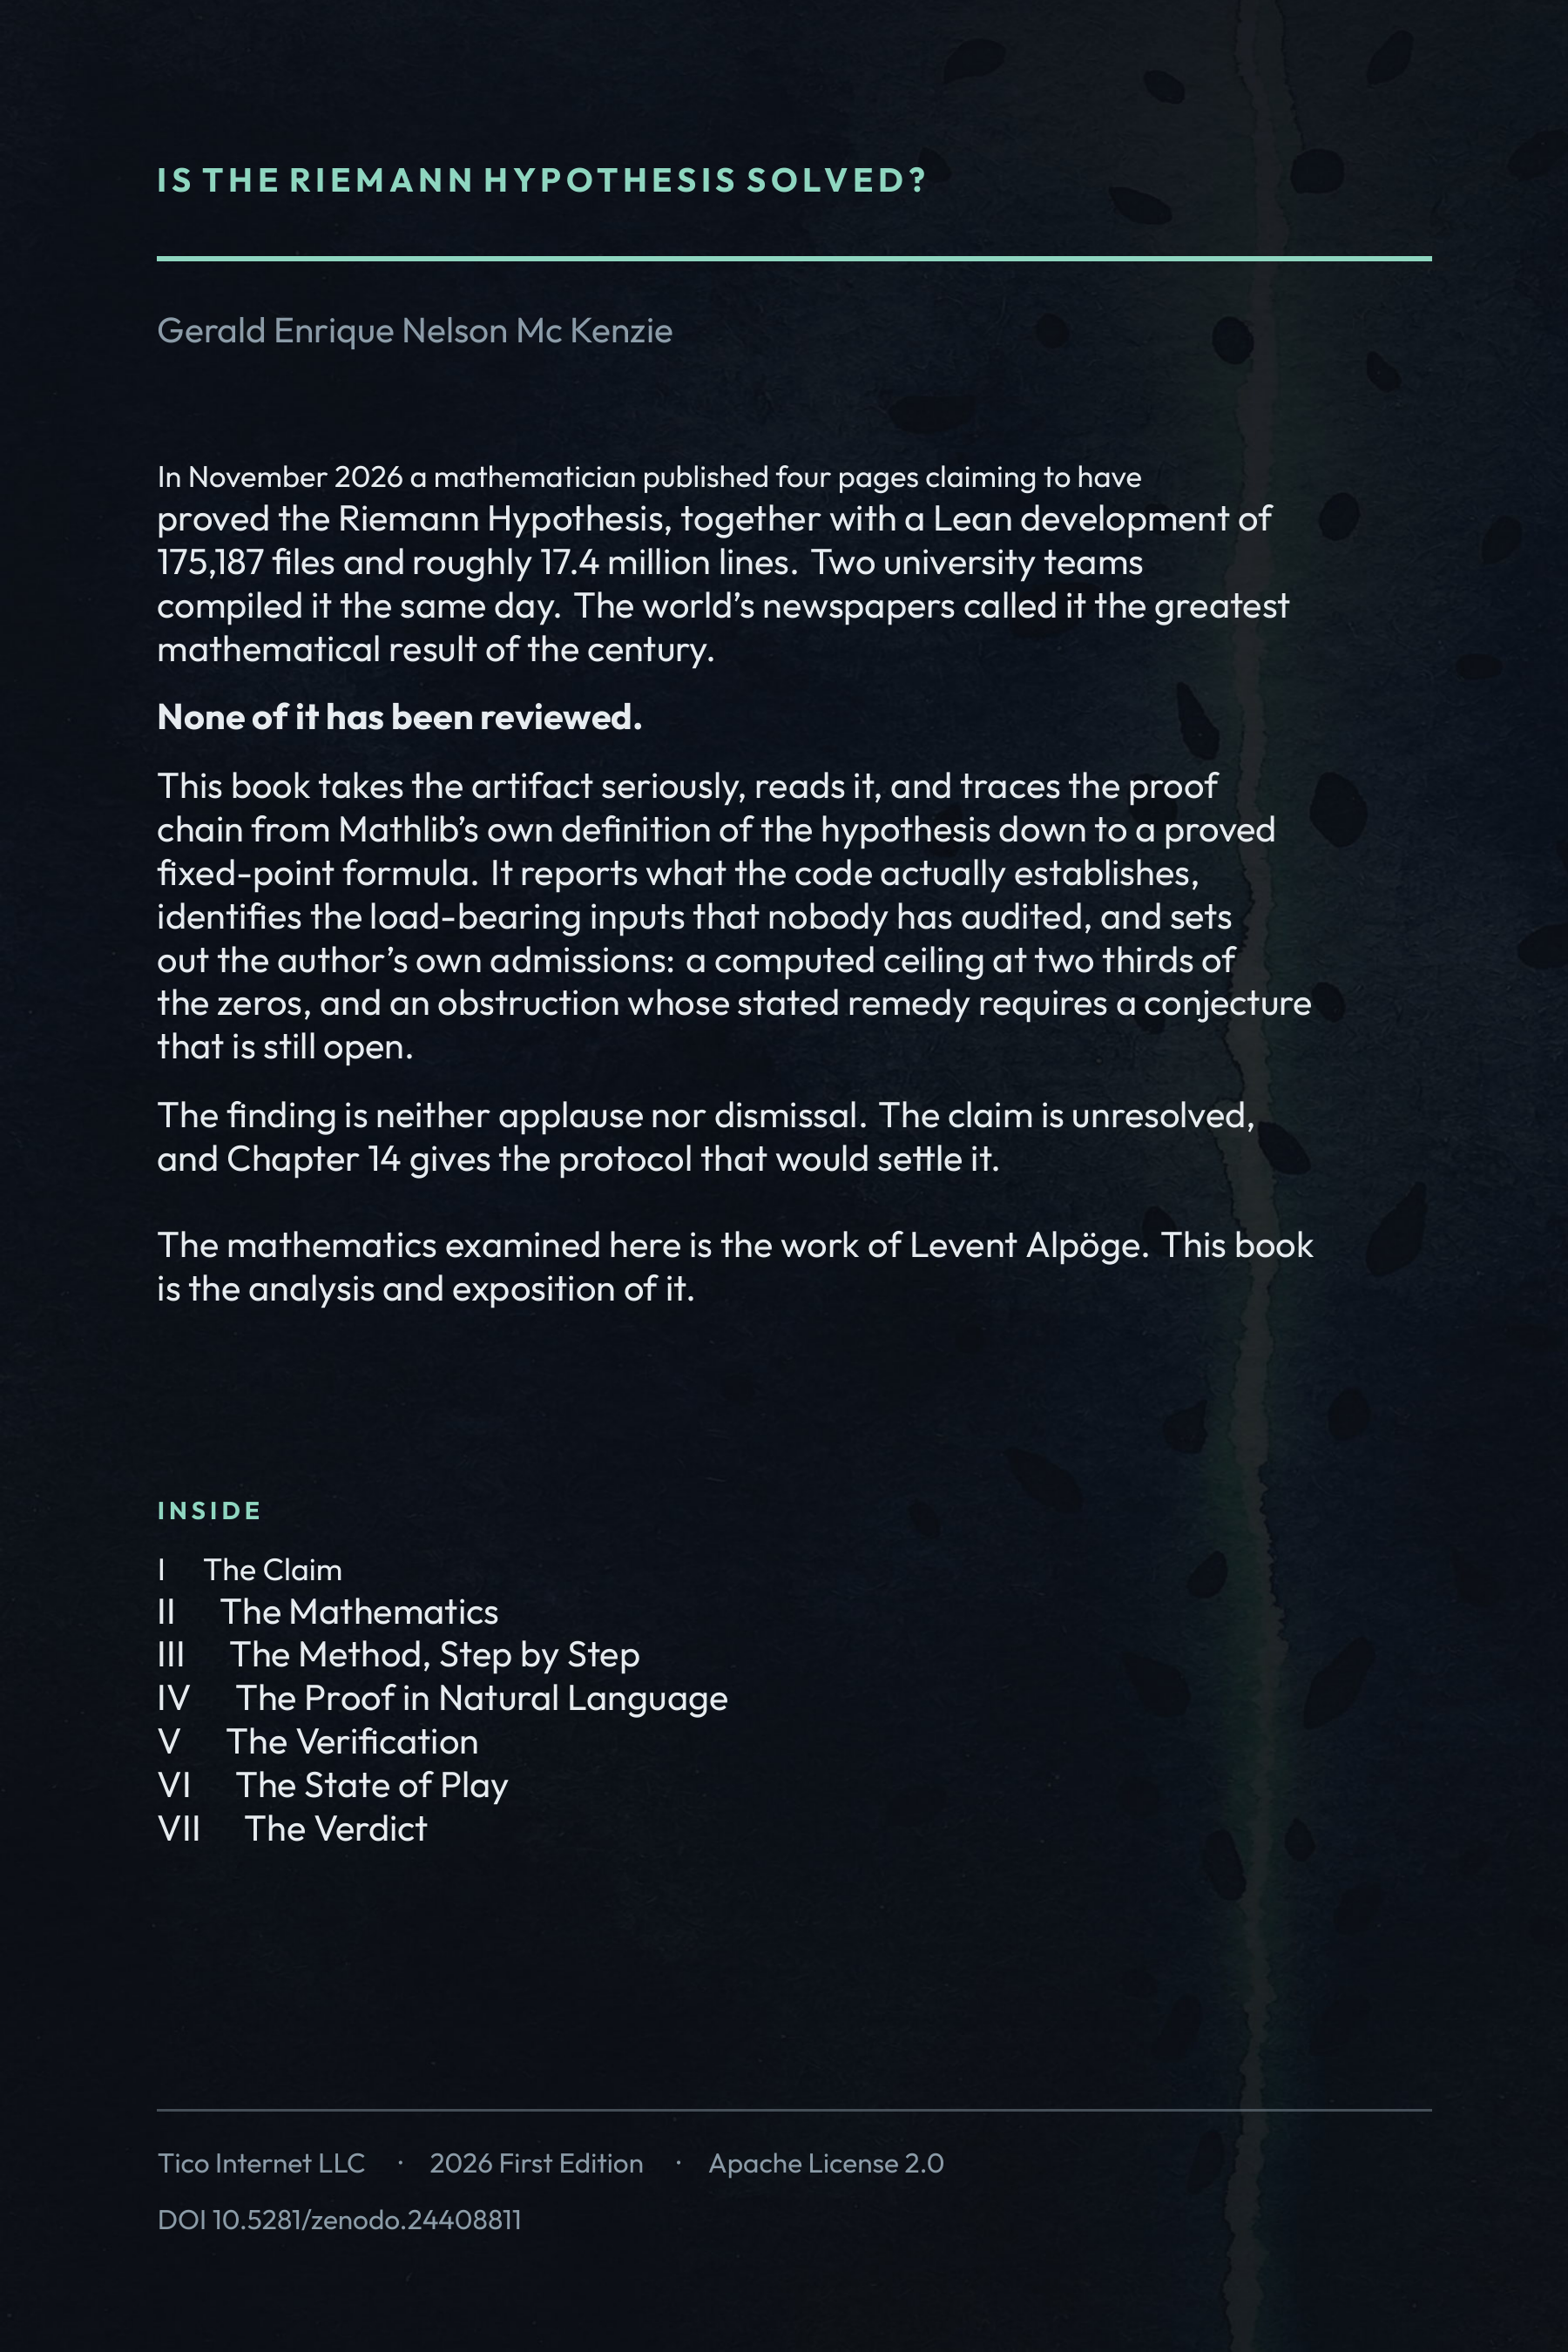 IS THE RIEMANN HYPOTHESIS SOLVED?
Gerald Enrique Nelson Mc Kenzie
In November 2026 a mathematician published four pages claiming to have
proved the Riemann Hypothesis, together with a Lean development of
175,187 files and roughly 17.4 million lines. Two university teams
compiled it the same day. The world’s newspapers called it the greatest
mathematical result of the century.
None of it has been reviewed.
This book takes the artifact seriously, reads it, and traces the proof
chain from Mathlib’s own definition of the hypothesis down to a proved
fixed-point formula. It reports what the code actually establishes,
identifies the load-bearing inputs that nobody has audited, and sets
out the author’s own admissions: a computed ceiling at two thirds of
the zeros, and an obstruction whose stated remedy requires a conjecture
that is still open.
The finding is neither applause nor dismissal. The claim is unresolved,
and Chapter 14 gives the protocol that would settle it.
The mathematics examined here is the work of Levent Alpöge. This book
is the analysis and exposition of it.
INSIDE
I The Claim
II The Mathematics
III The Method, Step by Step
IV The Proof in Natural Language
V The Verification
VI The State of Play
VII The Verdict
Tico Internet LLC · 2026 First Edition · Apache License 2.0
DOI 10.5281/zenodo.24408811